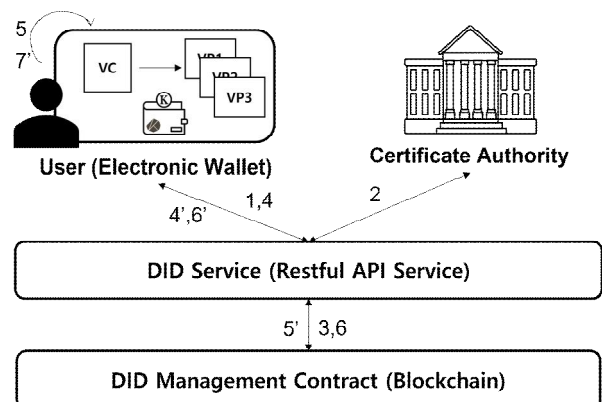 5
7’
VC
VP1
VP2
VP3
K
User (Electronic Wallet)
Certificate Authority
4’,6’
1,4
2
DID Service (Restful API Service)
5’
3,6
DID Management Contract (Blockchain)